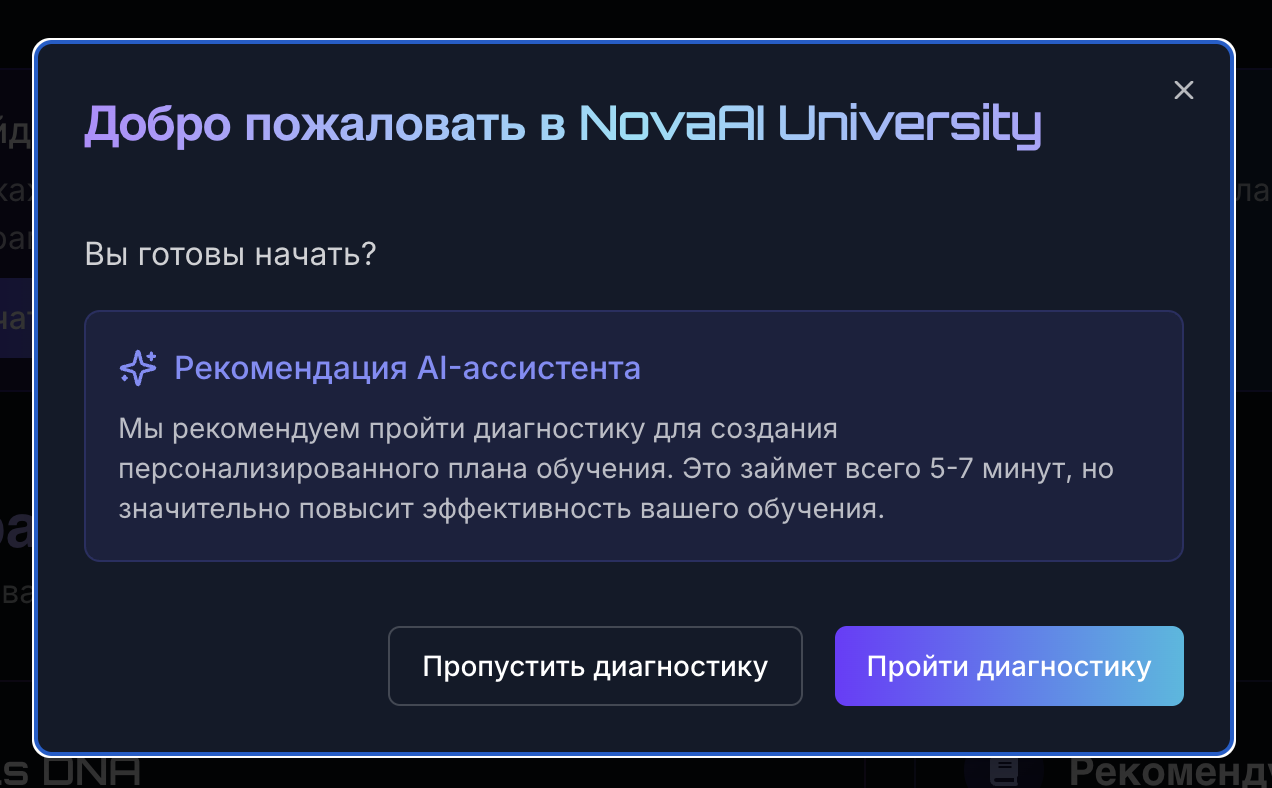 Добро пожаловать в NovaAI University
Вы готовы начать?
Рекомендация AI-ассистента
Мы рекомендуем пройти диагностику для создания
персонализированного плана обучения. Это займет всего 5-7 минут, но
значительно повысит эффективность вашего обучения.
Пропустить диагностику
Пройти диагностику
DNA